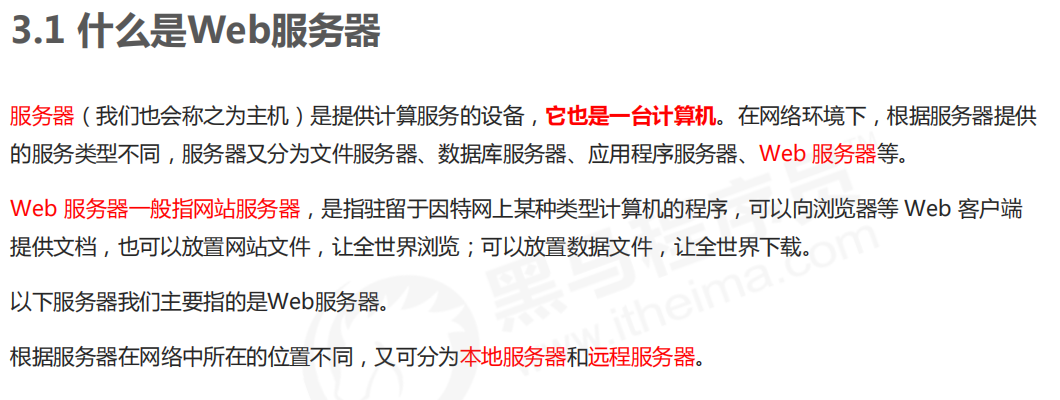 3.1 什么是Web服务器
服务器（我们也会称之为主机）是提供计算服务的设备，它也是一台计算机。在网络环境下，根据服务器提供
的服务类型不同，服务器又分为文件服务器、数据库服务器、应用程序服务器、Web 服务器等。
Web 服务器一般指网站服务器，是指驻留于因特网上某种类型计算机的程序，可以向浏览器等 Web 客户端
提供文档，也可以放置网站文件，让全世界浏览；可以放置数据文件，让全世界下载。
以下服务器我们主要指的是Web服务器。
根据服务器在网络中所在的位置不同，又可分为本地服务器和远程服务器。
黑马程序员
www.itheima.com